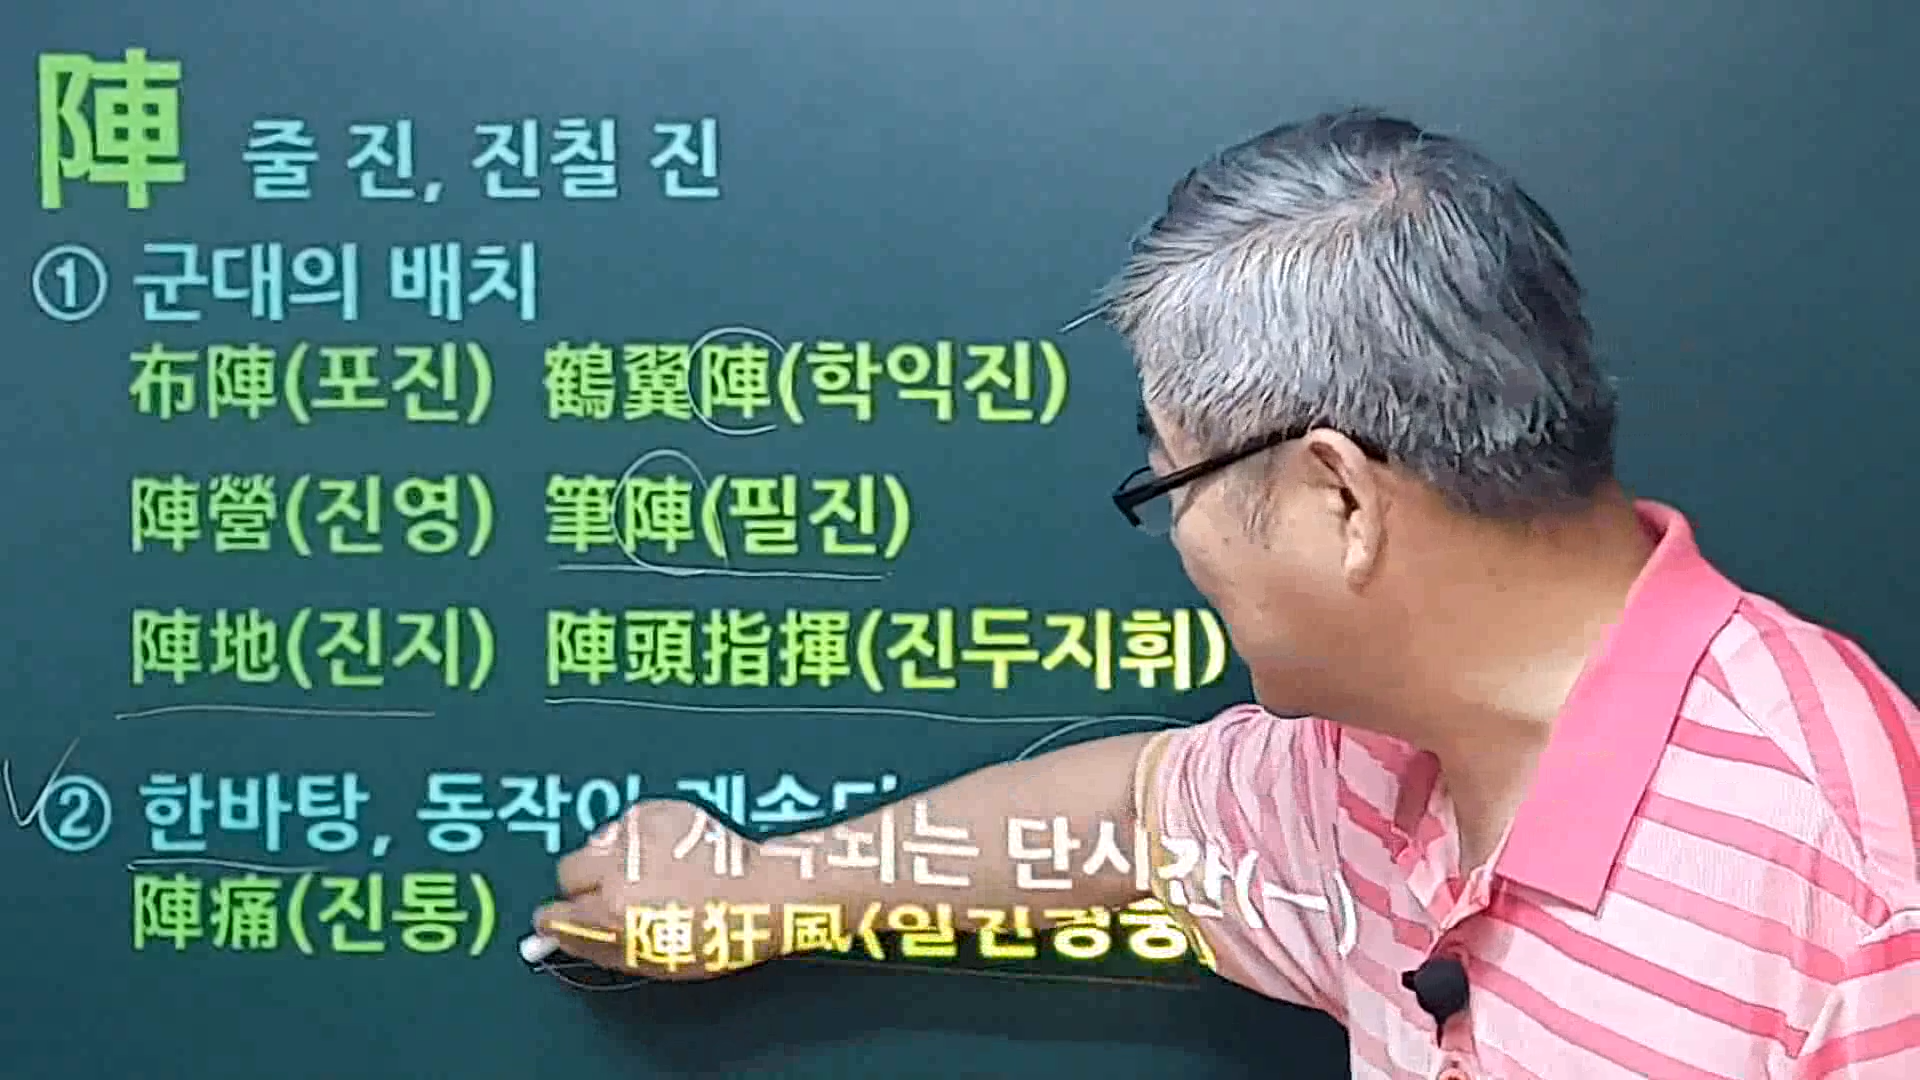 陣 줄 진, 진칠 진
① 군대의 배치
布陣(포진) 鶴翼陣(학익진)
陣營(진영) 筆陣(필진)
陣地(진지) 陣頭指揮(진두지휘)
② 한바탕, 동작이 계속되는 단시간(一)
陣痛(진통) 一陣狂風(일진광풍)